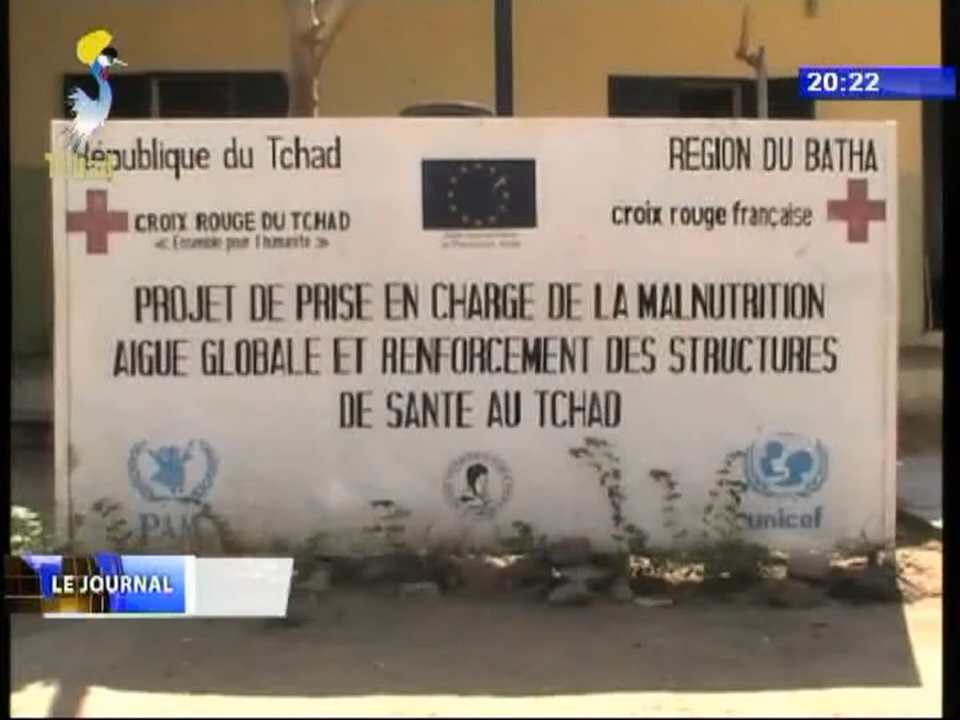 20:22
République du Tchad
REGION DU BATHA
CROIX ROUGE DU TCHAD
« Ensemble pour l'humanité »
croix rouge française
PROJET DE PRISE EN CHARGE DE LA MALNUTRITION
AIGUE GLOBALE ET RENFORCEMENT DES STRUCTURES
DE SANTE AU TCHAD
PAM
unicef
LE JOURNAL